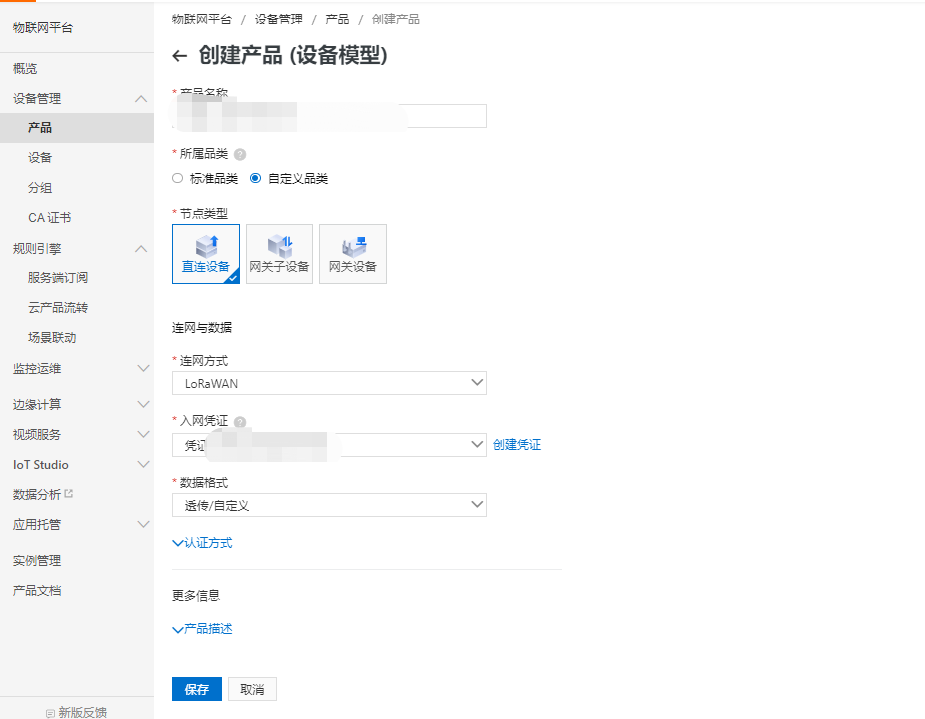 物联网平台
概览
设备管理
产品
设备
分组
CA 证书
规则引擎
服务端订阅
云产品流转
场景联动
监控运维
边缘计算
视频服务
IoT Studio
数据分析
应用托管
实例管理
产品文档
新版反馈
物联网平台 / 设备管理 / 产品 / 创建产品
← 创建产品 (设备模型)
* 产品名称
* 所属品类 ?
标准品类 自定义品类
* 节点类型
直连设备 网关子设备 网关设备
连网与数据
* 连网方式
LoRaWAN
* 入网凭证 ?
凭证 创建凭证
* 数据格式
透传/自定义
认证方式
更多信息
产品描述
保存 取消